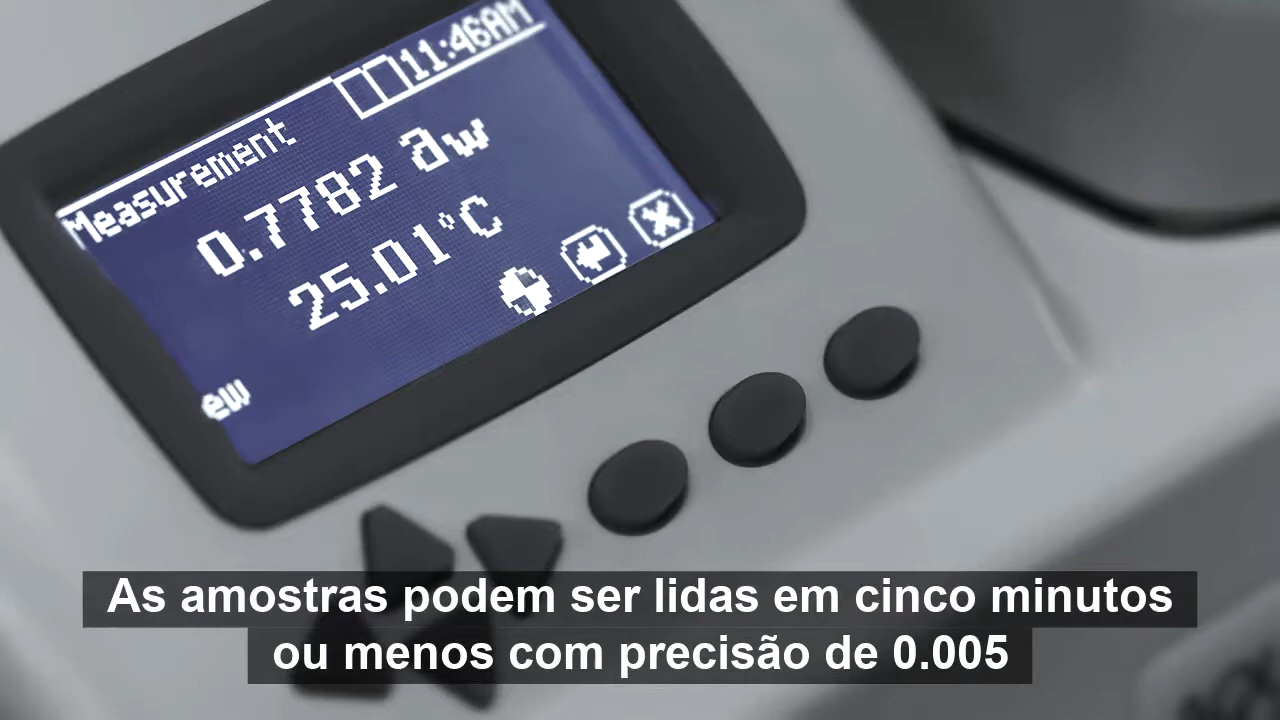 11:46AM
Measurement
0.7782 aw
25.01°C
ew
As amostras podem ser lidas em cinco minutos
ou menos com precisão de 0.005